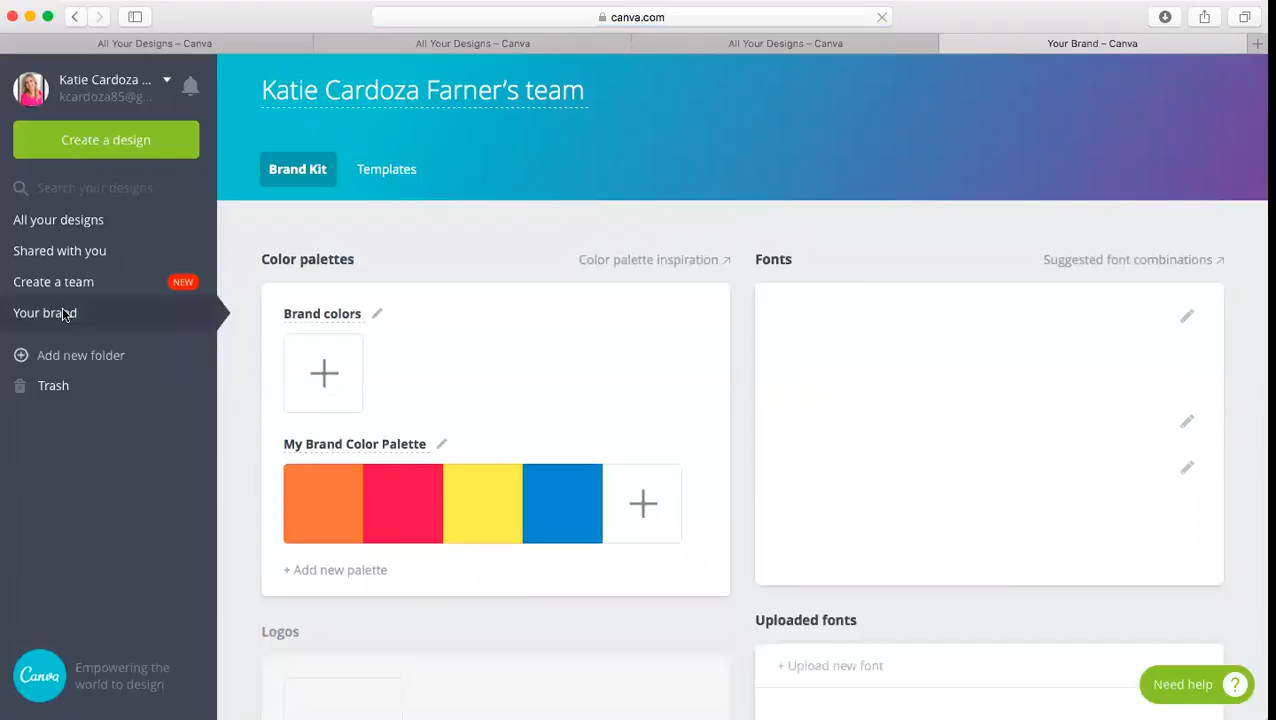 canva.com
All Your Designs – Canva
All Your Designs – Canva
All Your Designs – Canva
Your Brand – Canva
Katie Cardoza ...
kcardoza85@g...
Create a design
Search your designs
All your designs
Shared with you
Create a team
NEW
Your brand
Add new folder
Trash
Canva
Empowering the
world to design
Katie Cardoza Farner's team
Brand Kit
Templates
Color palettes
Color palette inspiration
Brand colors
My Brand Color Palette
+ Add new palette
Logos
Fonts
Suggested font combinations
Uploaded fonts
+ Upload new font
Need help ?